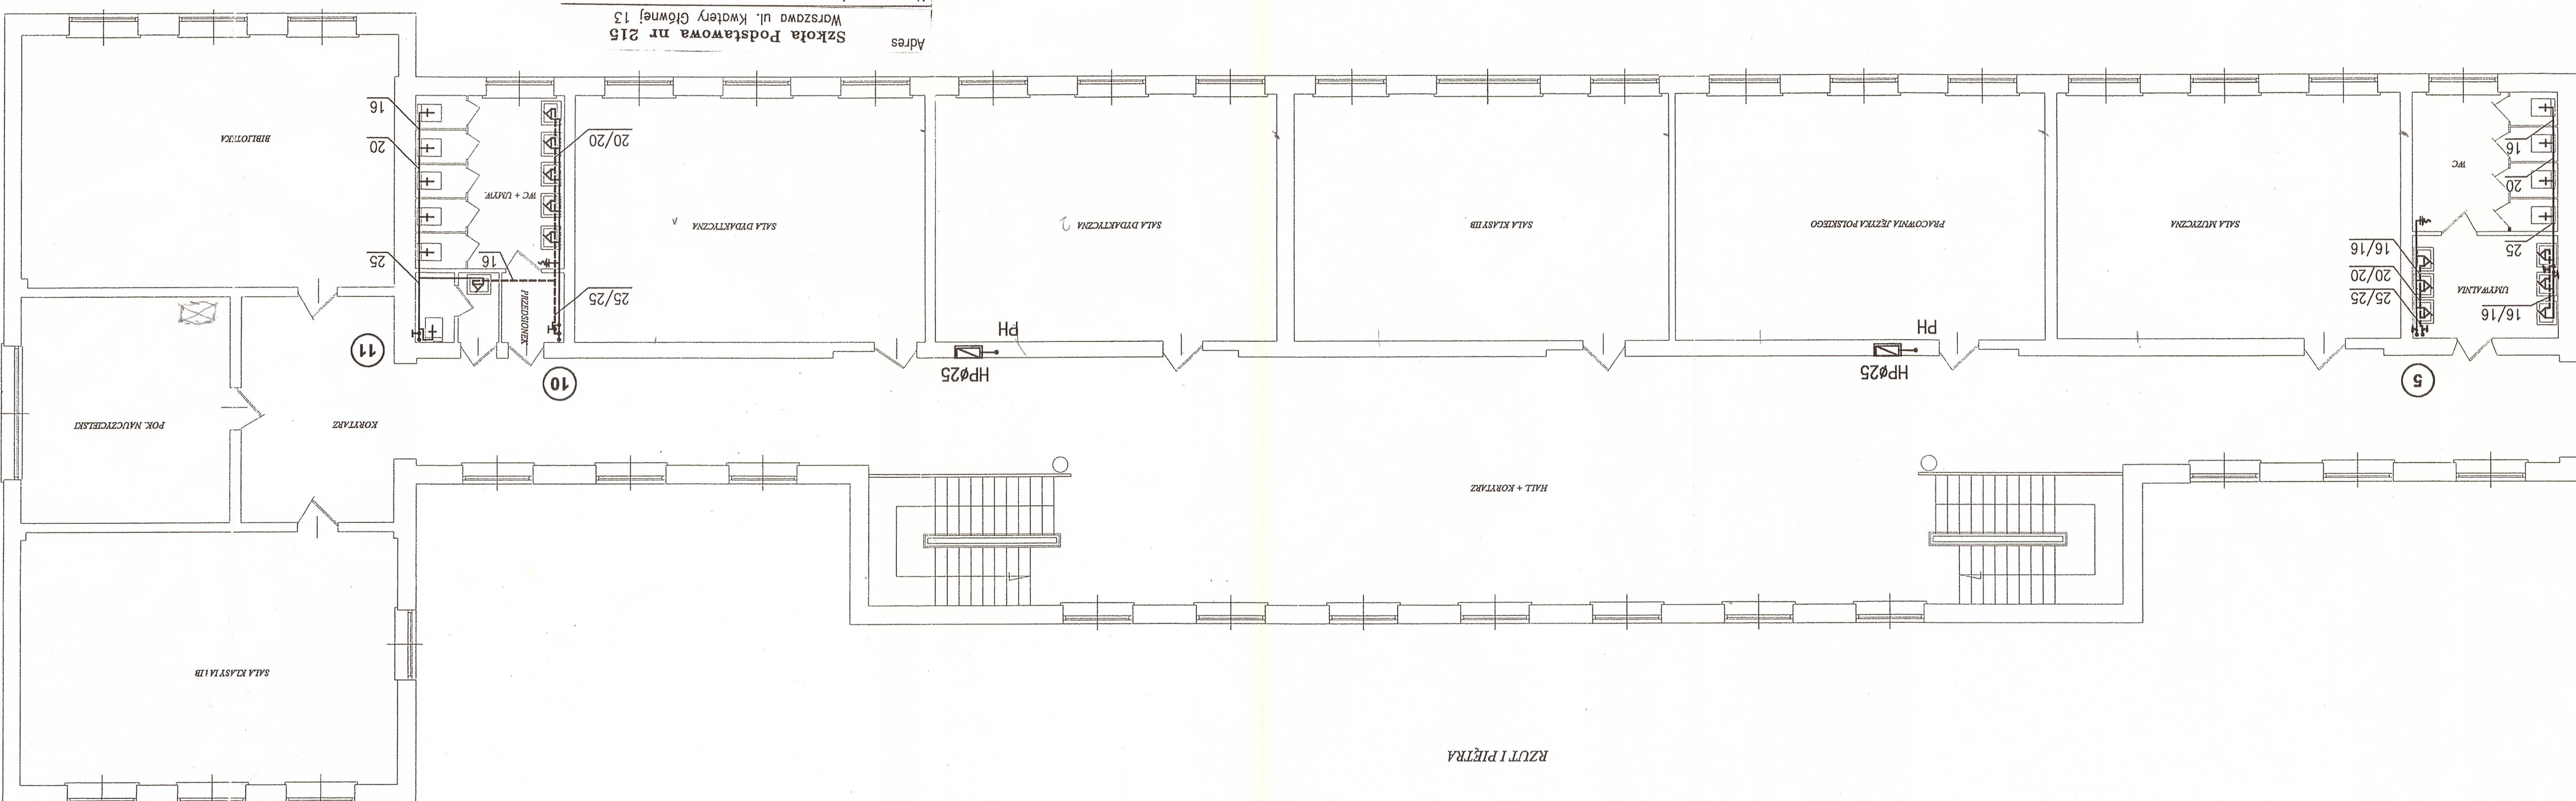 RZUT I PIĘTRA
SALA KLASY IA I IB
HALL + KORYTARZ
KORYTARZ
POK. NAUCZYCIELSKI
5
HPø25
HPø25
10
11
PH
PH
16/16
UMYWALNIA
25/25
20/20
16/16
25
20
16
WC
SALA MUZYCZNA
PRACOWNIA JĘZYKA POLSKIEGO
SALA KLASY IIB
SALA DYDAKTYCZNA 2
SALA DYDAKTYCZNA
25/25
20/20
PRZEDSIONEK
16
WC + UMYW.
25
20
16
BIBLIOTEKA
Adres
Szkoła Podstawowa nr 215
Warszawa ul. Kwatery Głównej 13